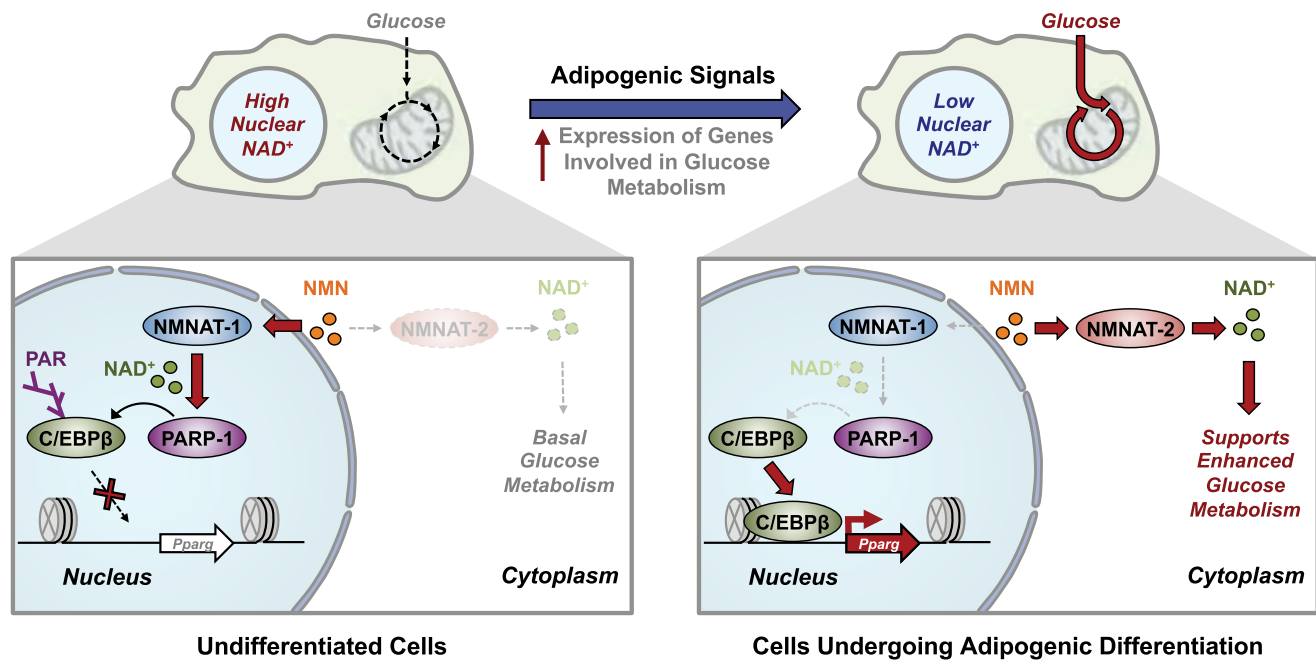 Glucose
High
Nuclear
NAD+
Adipogenic Signals
Expression of Genes
Involved in Glucose
Metabolism
Glucose
Low
Nuclear
NAD+
NMN
NAD+
NMNAT-1
NMNAT-2
PAR
NAD+
C/EBPβ
PARP-1
Basal
Glucose
Metabolism
Pparg
Nucleus
Cytoplasm
Undifferentiated Cells
NMN
NAD+
NMNAT-1
NMNAT-2
NAD+
C/EBPβ
PARP-1
Supports
Enhanced
Glucose
Metabolism
C/EBPβ
Pparg
Nucleus
Cytoplasm
Cells Undergoing Adipogenic Differentiation